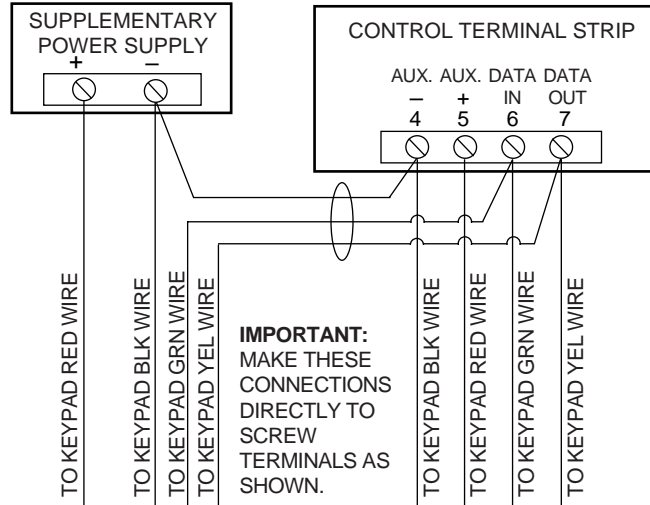 SUPPLEMENTARY
POWER SUPPLY
+ –
CONTROL TERMINAL STRIP
AUX. AUX. DATA DATA
– + IN OUT
4 5 6 7
TO KEYPAD RED WIRE
TO KEYPAD BLK WIRE
TO KEYPAD GRN WIRE
TO KEYPAD YEL WIRE
IMPORTANT:
MAKE THESE
CONNECTIONS
DIRECTLY TO
SCREW
TERMINALS AS
SHOWN.
TO KEYPAD BLK WIRE
TO KEYPAD RED WIRE
TO KEYPAD GRN WIRE
TO KEYPAD YEL WIRE